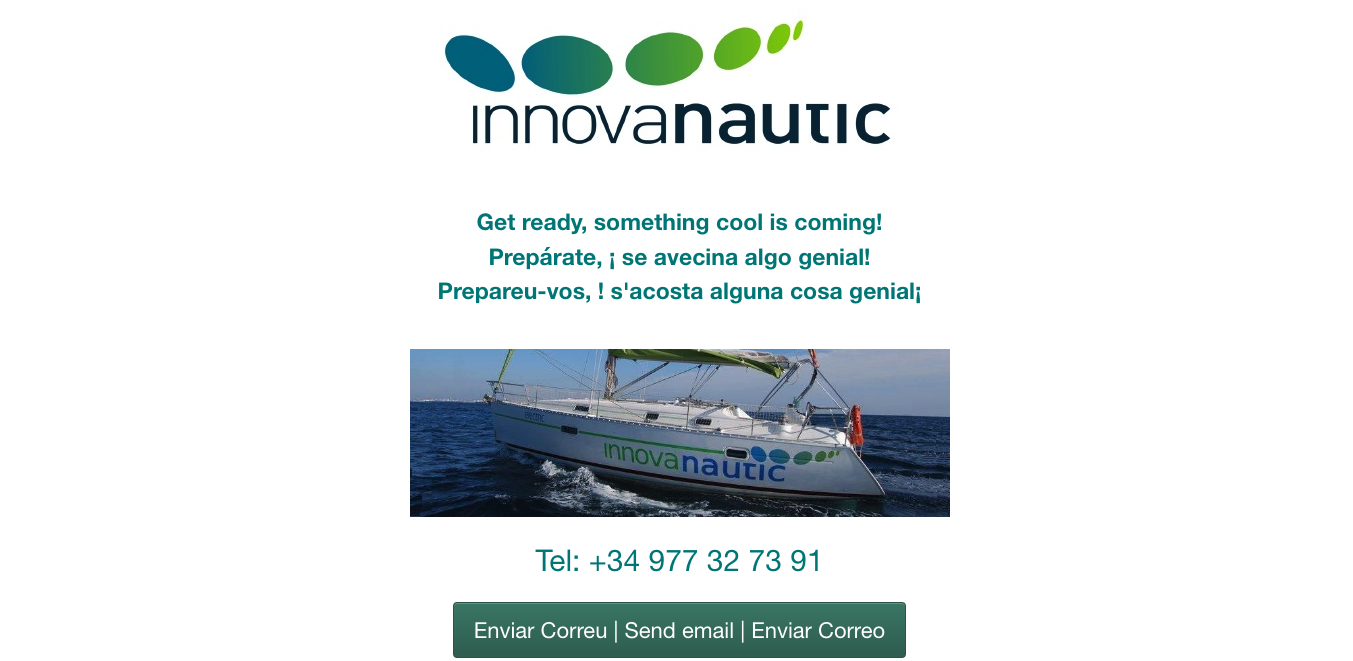 innovanautic
Get ready, something cool is coming!
Prepárate, ¡ se avecina algo genial!
Prepareu-vos, ! s'acosta alguna cosa genial¡
innovanautic
Tel: +34 977 32 73 91
Enviar Correu | Send email | Enviar Correo